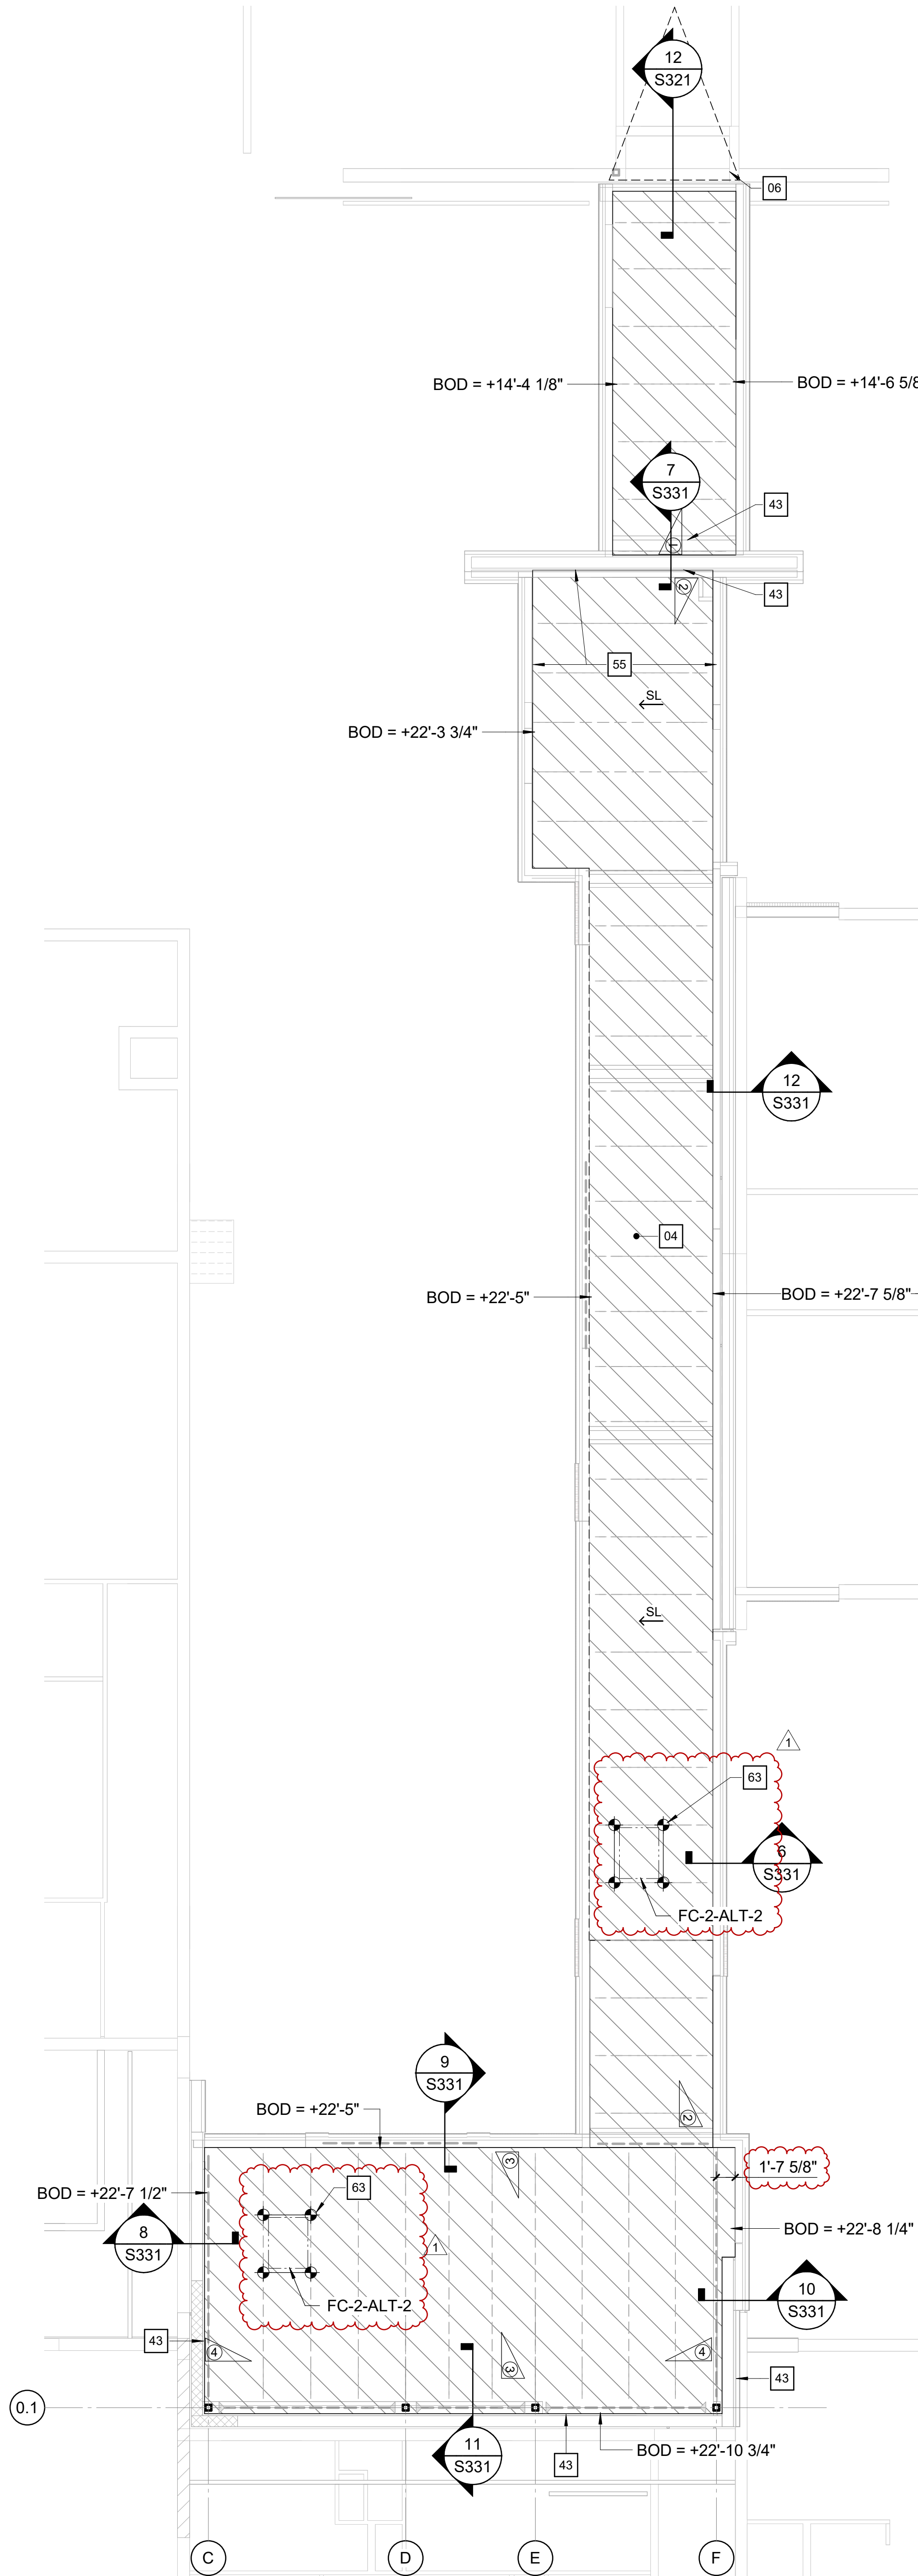 12
S321
06
BOD = +14'-4 1/8"
BOD = +14'-6 5/8
7
S331
43
1
43
2
55
SL
BOD = +22'-3 3/4"
12
S331
04
BOD = +22'-5"
BOD = +22'-7 5/8"
SL
1
63
6
S331
FC-2-ALT-2
9
S331
2
BOD = +22'-5"
3
1'-7 5/8"
63
BOD = +22'-7 1/2"
8
S331
1
BOD = +22'-8 1/4"
10
S331
FC-2-ALT-2
43
4
3
4
43
0.1
11
S331
43
BOD = +22'-10 3/4"
C
D
E
F